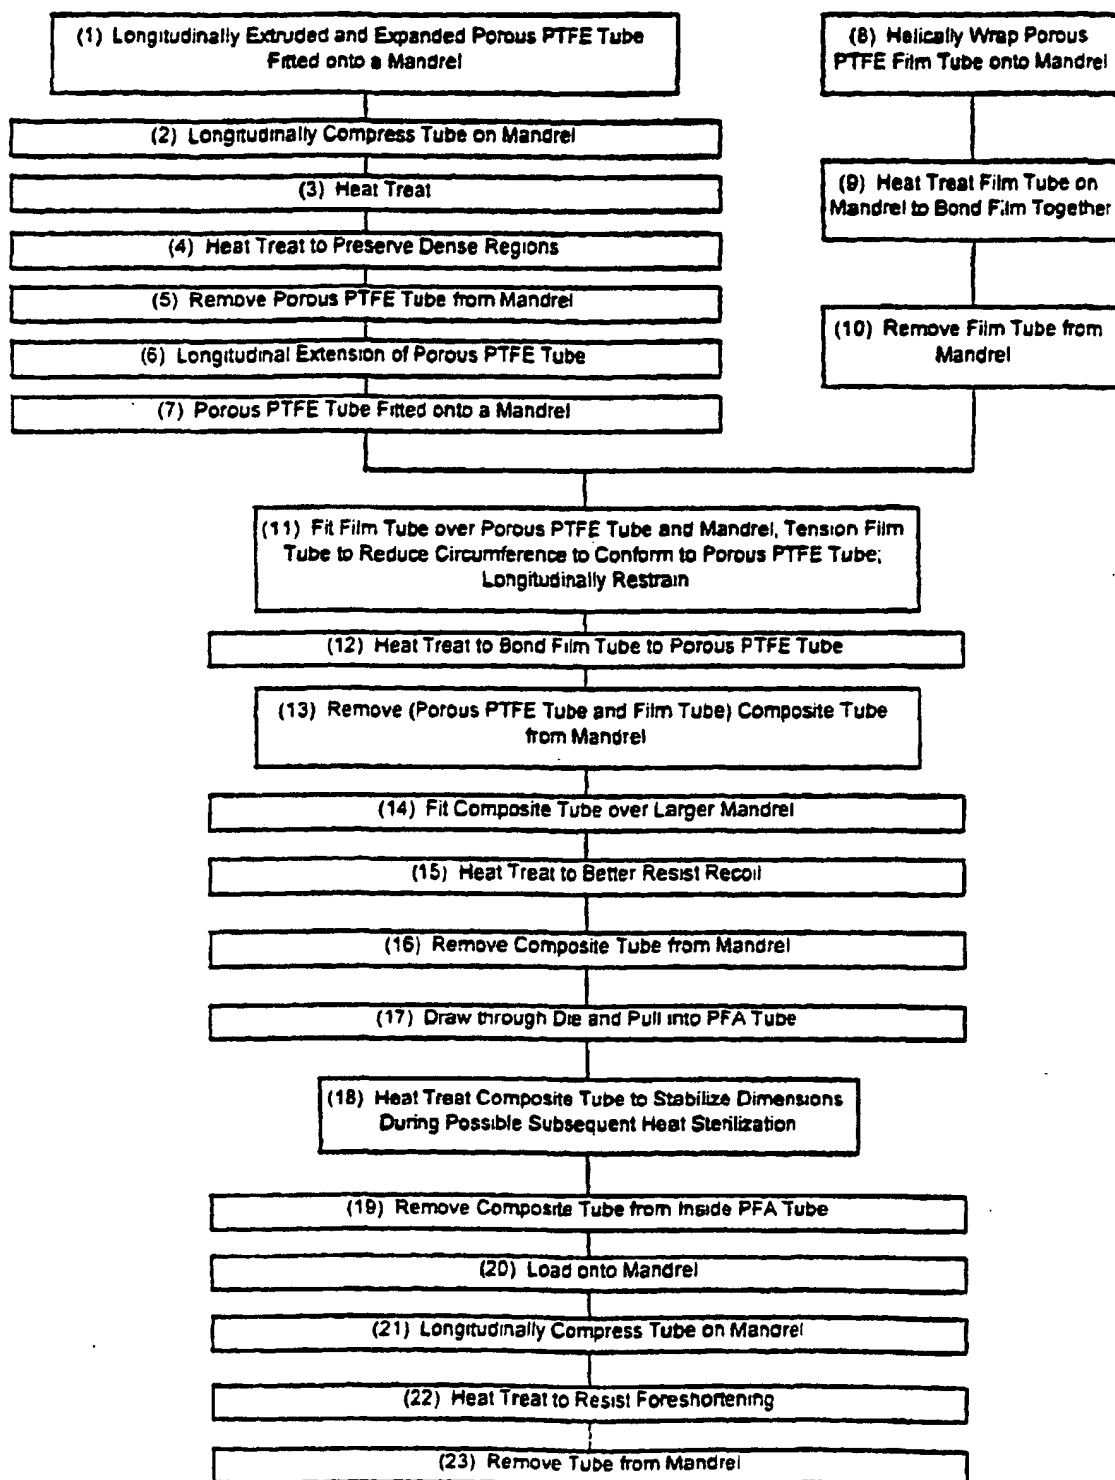 (1) Longitudinally Extruded and Expanded Porous PTFE Tube
Fitted onto a Mandrel
(2) Longitudinally Compress Tube on Mandrel
(3) Heat Treat
(4) Heat Treat to Preserve Dense Regions
(5) Remove Porous PTFE Tube from Mandrel
(6) Longitudinal Extension of Porous PTFE Tube
(7) Porous PTFE Tube Fitted onto a Mandrel
(8) Helically Wrap Porous
PTFE Film Tube onto Mandrel
(9) Heat Treat Film Tube on
Mandrel to Bond Film Together
(10) Remove Film Tube from
Mandrel
(11) Fit Film Tube over Porous PTFE Tube and Mandrel, Tension Film
Tube to Reduce Circumference to Conform to Porous PTFE Tube;
Longitudinally Restrain
(12) Heat Treat to Bond Film Tube to Porous PTFE Tube
(13) Remove (Porous PTFE Tube and Film Tube) Composite Tube
from Mandrel
(14) Fit Composite Tube over Larger Mandrel
(15) Heat Treat to Better Resist Recoil
(16) Remove Composite Tube from Mandrel
(17) Draw through Die and Pull into PFA Tube
(18) Heat Treat Composite Tube to Stabilize Dimensions
During Possible Subsequent Heat Sterilization
(19) Remove Composite Tube from Inside PFA Tube
(20) Load onto Mandrel
(21) Longitudinally Compress Tube on Mandrel
(22) Heat Treat to Resist Foreshortening
(23) Remove Tube from Mandrel